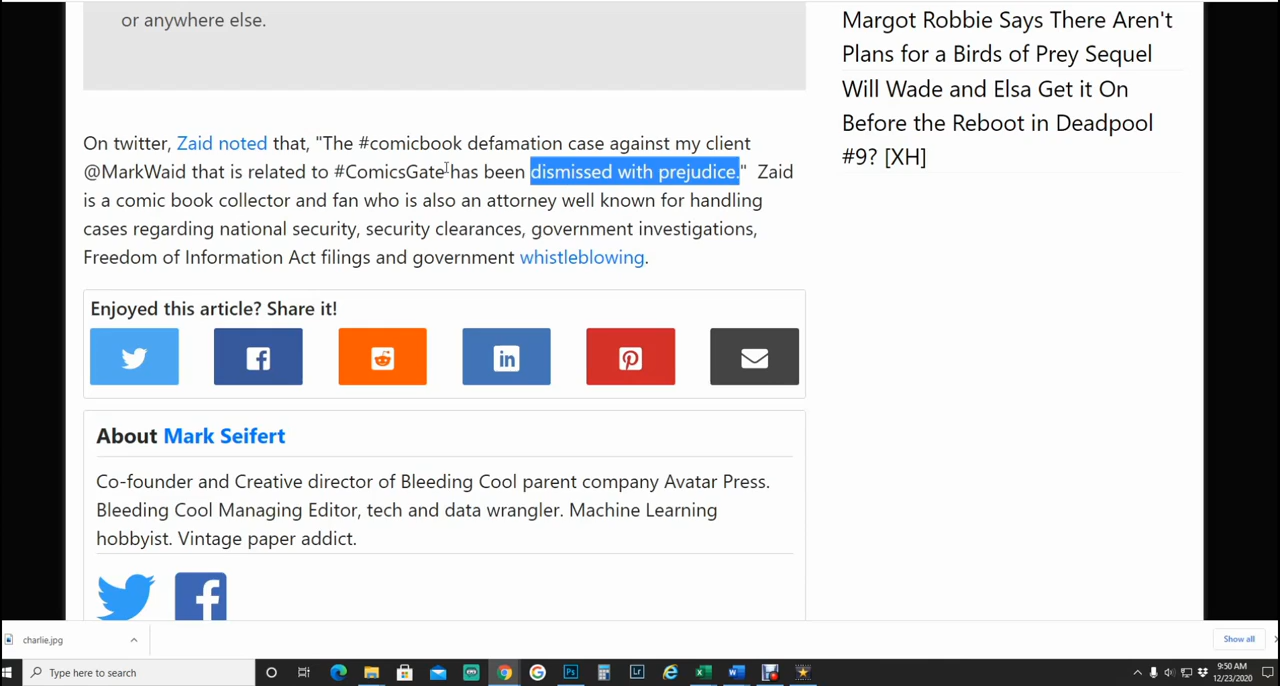 or anywhere else.
On twitter, Zaid noted that, "The #comicbook defamation case against my client
@MarkWaid that is related to #ComicsGate has been dismissed with prejudice." Zaid
is a comic book collector and fan who is also an attorney well known for handling
cases regarding national security, security clearances, government investigations,
Freedom of Information Act filings and government whistleblowing.
Enjoyed this article? Share it!
in
About Mark Seifert
Co-founder and Creative director of Bleeding Cool parent company Avatar Press.
Bleeding Cool Managing Editor, tech and data wrangler. Machine Learning
hobbyist. Vintage paper addict.
Margot Robbie Says There Aren't
Plans for a Birds of Prey Sequel
Will Wade and Elsa Get it On
Before the Reboot in Deadpool
#9? [XH]
charlie.jpg
Show all
Type here to search
Ps
Lr
9:50 AM
12/23/2020